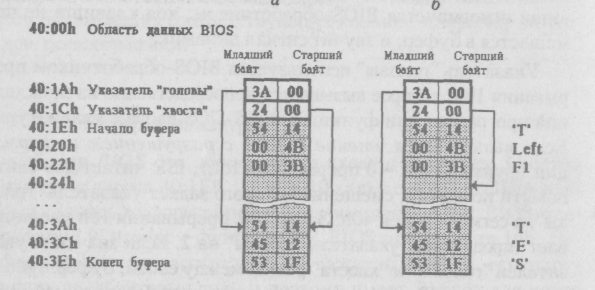 a б
40:00h Область данных BIOS
Младший байт Старший байт Младший байт Старший байт
40:1Ah Указатель "головы" 3A 00 3A 00
40:1Ch Указатель "хвоста" 24 00 24 00
40:1Eh Начало буфера 54 14 54 14 'T'
40:20h 00 4B 00 4B Left
40:22h 00 3B 00 3B F1
40:24h
...
40:3Ah 54 14 54 14 'T'
40:3Ch 45 12 45 12 'E'
40:3Eh Конец буфера 53 1F 53 1F 'S'